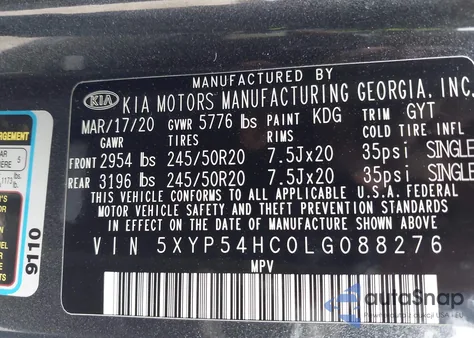 MANUFACTURED BY
KIA KIA MOTORS MANUFACTURING GEORGIA, INC.
MAR/17/20 GVWR 5776 lbs PAINT KDG TRIM GYT
GAWR TIRES RIMS COLD TIRE INFL.
FRONT 2954 lbs 245/50R20 7.5Jx20 35psi SINGLE
REAR 3196 lbs 245/50R20 7.5Jx20 35psi SINGLE
THIS VEHICLE CONFORMS TO ALL APPLICABLE U.S.A. FEDERAL
MOTOR VEHICLE SAFETY STANDARDS IN EFFECT ON THE
DATE OF MANUFACTURE SHOWN ABOVE
VIN 5XYP54HC0LG088276
MPV
9110
autoSnap